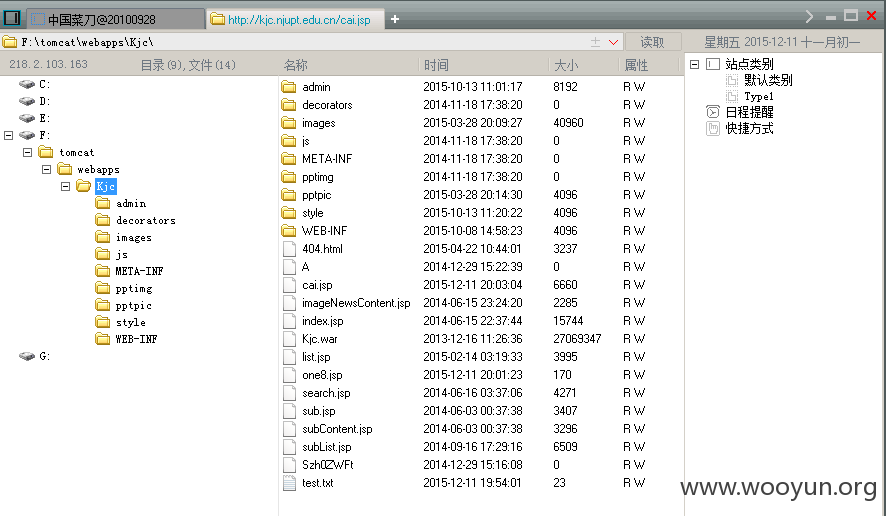 中国菜刀@20100928
http://kjc.njupt.edu.cn/cai.jsp
+
F:\tomcat\webapps\Kjc\
读取
星期五 2015-12-11 十一月初一
218.2.103.163 目录(9),文件(14)
名称 时间 大小 属性
C:
D:
E:
F:
tomcat
webapps
Kjc
admin
decorators
images
js
META-INF
pptimg
pptpic
style
WEB-INF
G:
admin 2015-10-13 11:01:17 8192 R W
decorators 2014-11-18 17:38:20 0 R W
images 2015-03-28 20:09:27 40960 R W
js 2014-11-18 17:38:20 0 R W
META-INF 2014-11-18 17:38:20 0 R W
pptimg 2014-11-18 17:38:20 0 R W
pptpic 2015-03-28 20:14:30 4096 R W
style 2015-10-13 11:20:22 4096 R W
WEB-INF 2015-10-08 14:58:23 4096 R W
404.html 2015-04-22 10:44:01 3237 R W
A 2014-12-29 15:22:39 0 R W
cai.jsp 2015-12-11 20:03:04 6660 R W
imageNewsContent.jsp 2014-06-15 23:24:20 2285 R W
index.jsp 2014-06-15 22:37:44 15744 R W
Kjc.war 2013-12-16 11:26:36 27069347 R W
list.jsp 2015-02-14 03:19:33 3995 R W
one8.jsp 2015-12-11 20:01:23 170 R W
search.jsp 2014-06-16 03:37:06 4271 R W
sub.jsp 2014-06-03 00:37:38 3407 R W
subContent.jsp 2014-06-03 00:37:38 3296 R W
subList.jsp 2014-09-16 17:29:16 6509 R W
Szh0ZWFt 2014-12-29 15:16:08 0 R W
test.txt 2015-12-11 19:54:01 23 R W
站点类别
默认类别
Type1
日程提醒
快捷方式
www.wooyun.org